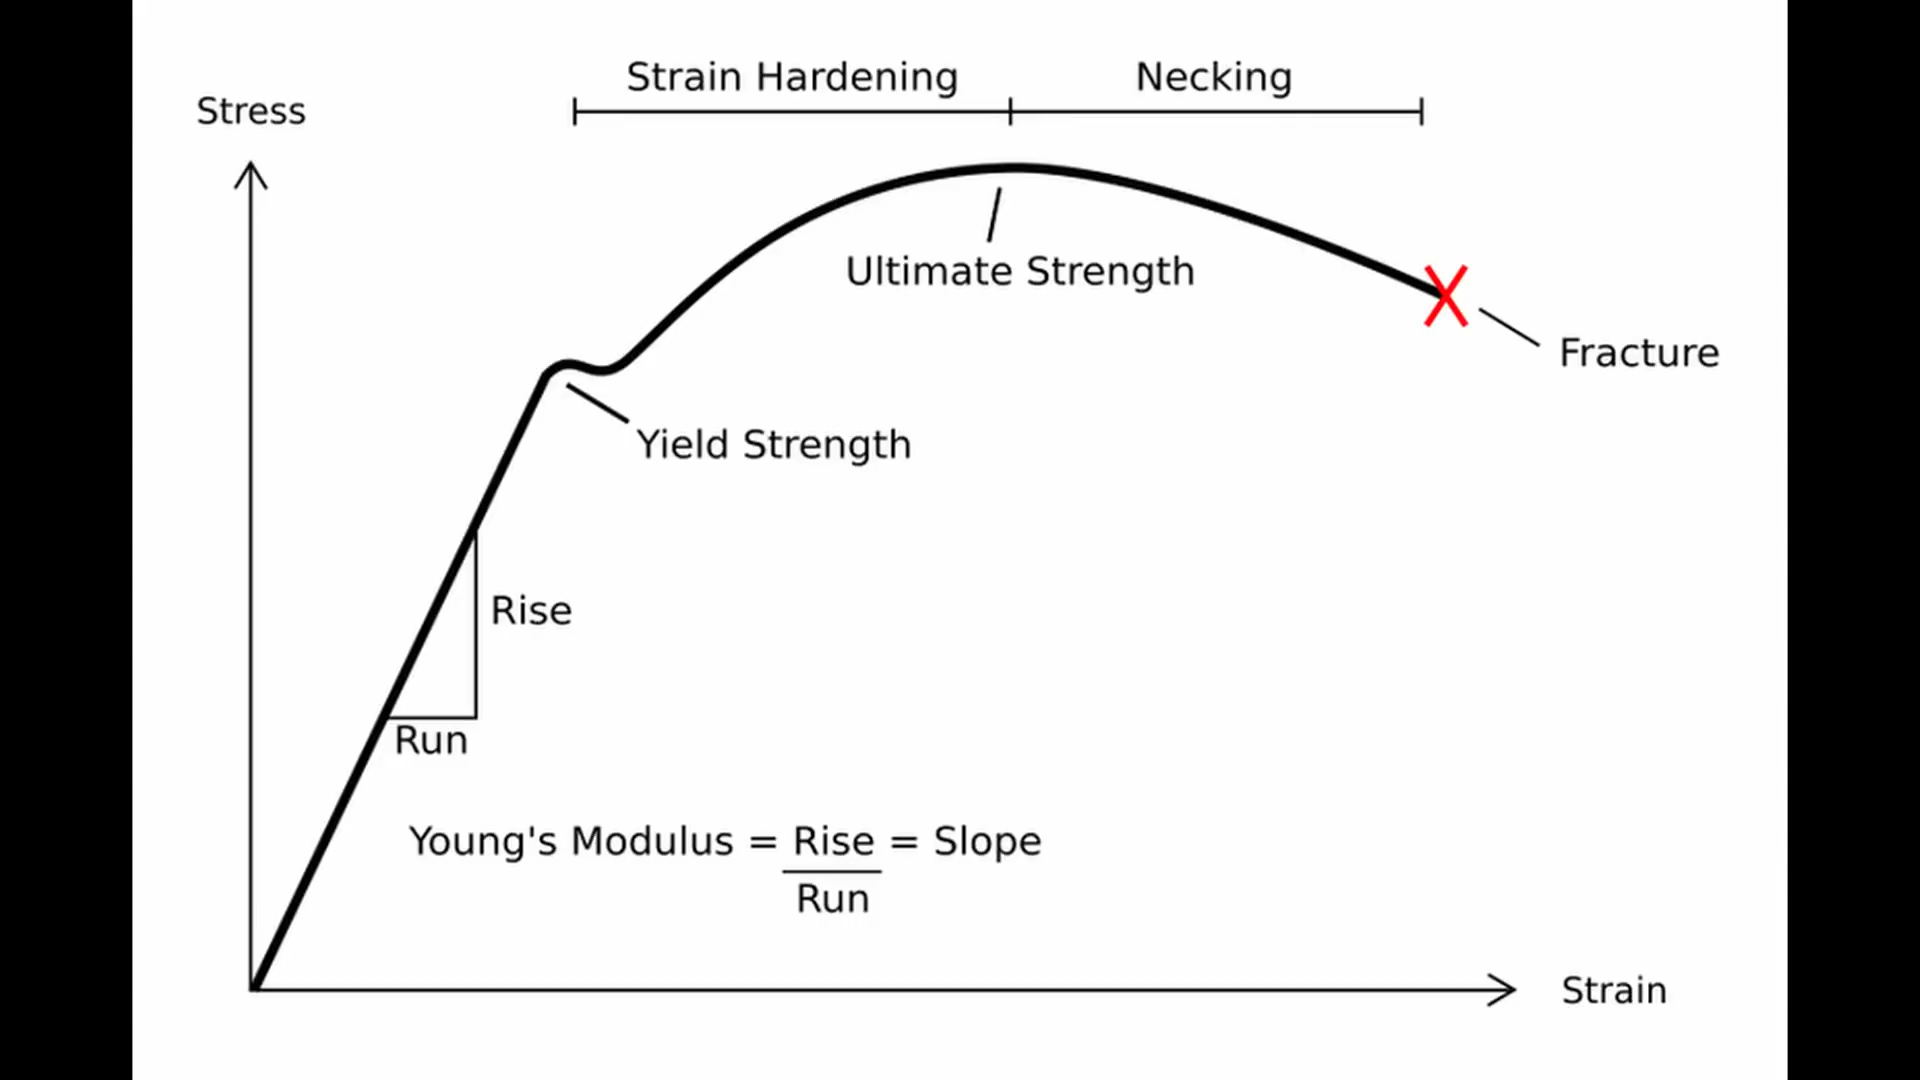 Strain Hardening
Necking
Stress
Ultimate Strength
Fracture
Yield Strength
Rise
Run
Young's Modulus = Rise = Slope
Run
Strain